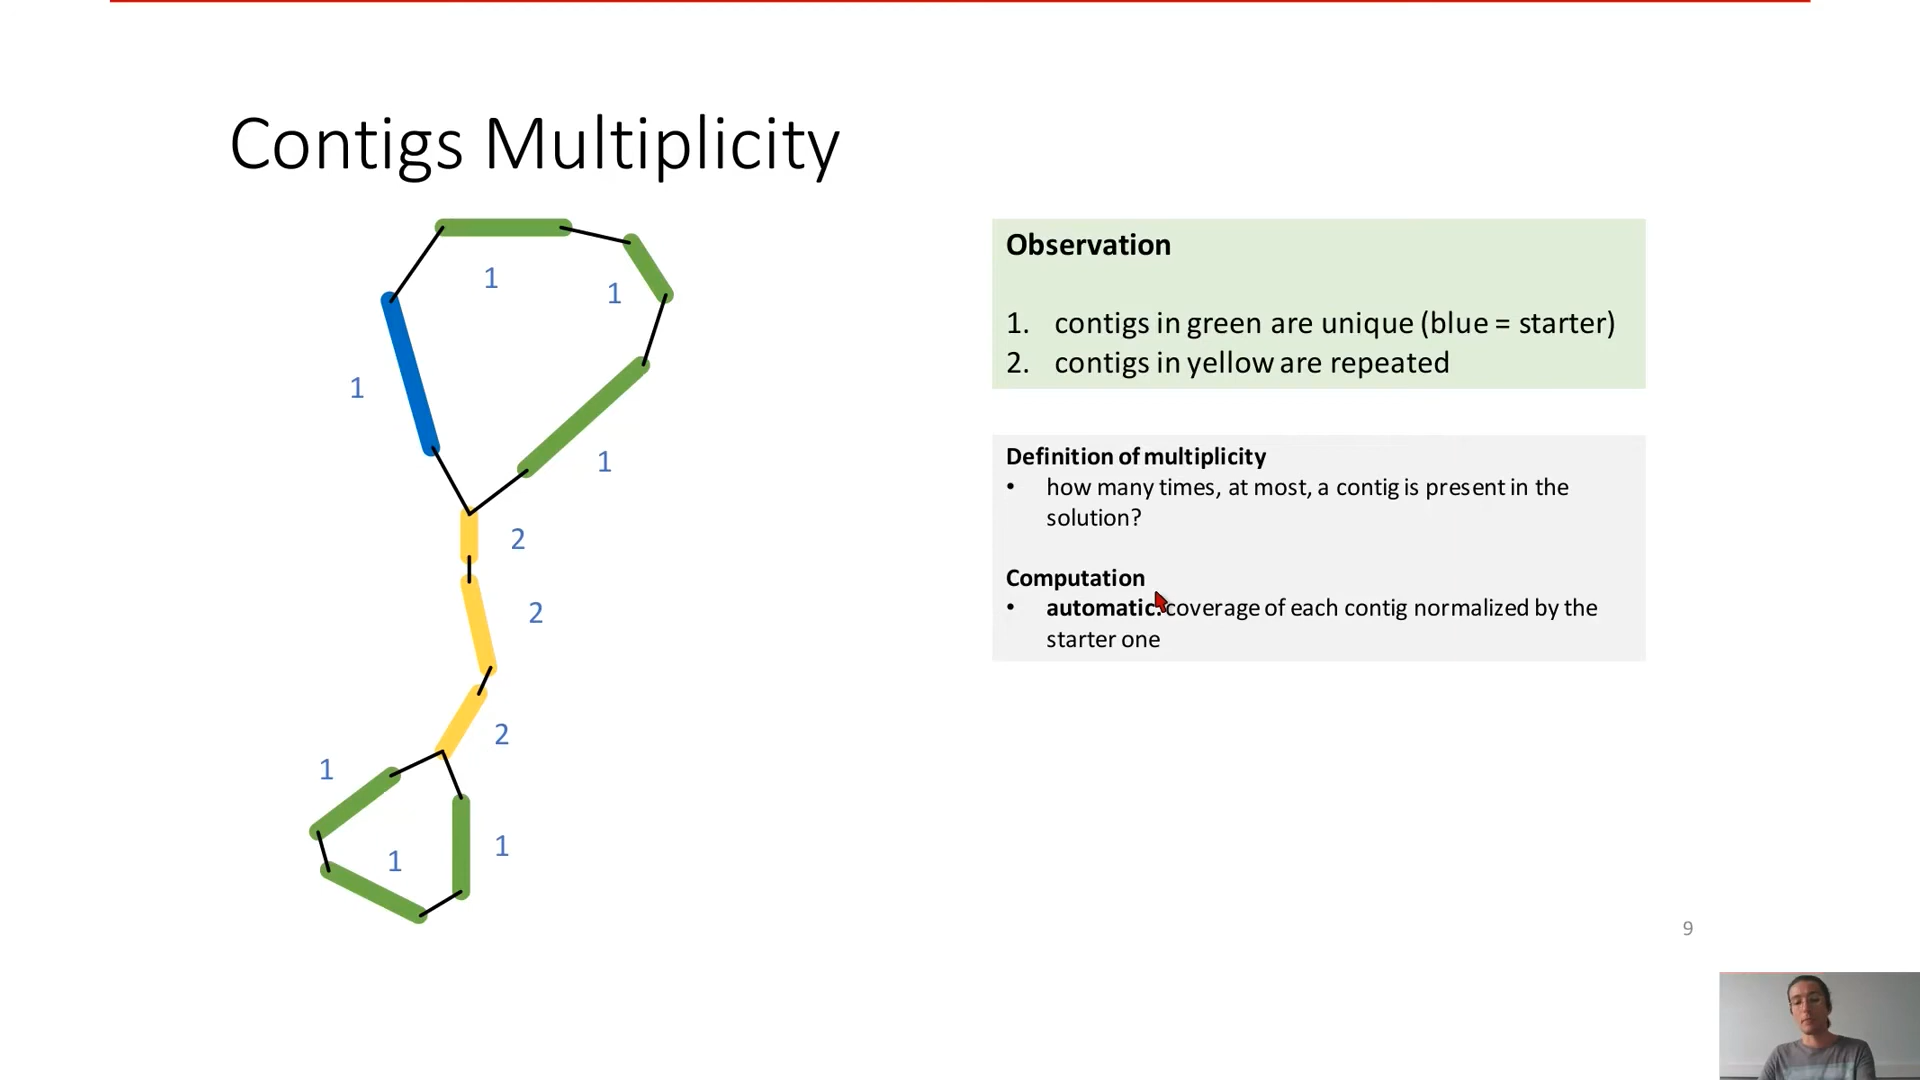 Contigs Multiplicity
1
1
1
1
2
2
2
1
1
1
Observation
1. contigs in green are unique (blue = starter)
2. contigs in yellow are repeated
Definition of multiplicity
• how many times, at most, a contig is present in the
solution?
Computation
• automatic: coverage of each contig normalized by the
starter one
9